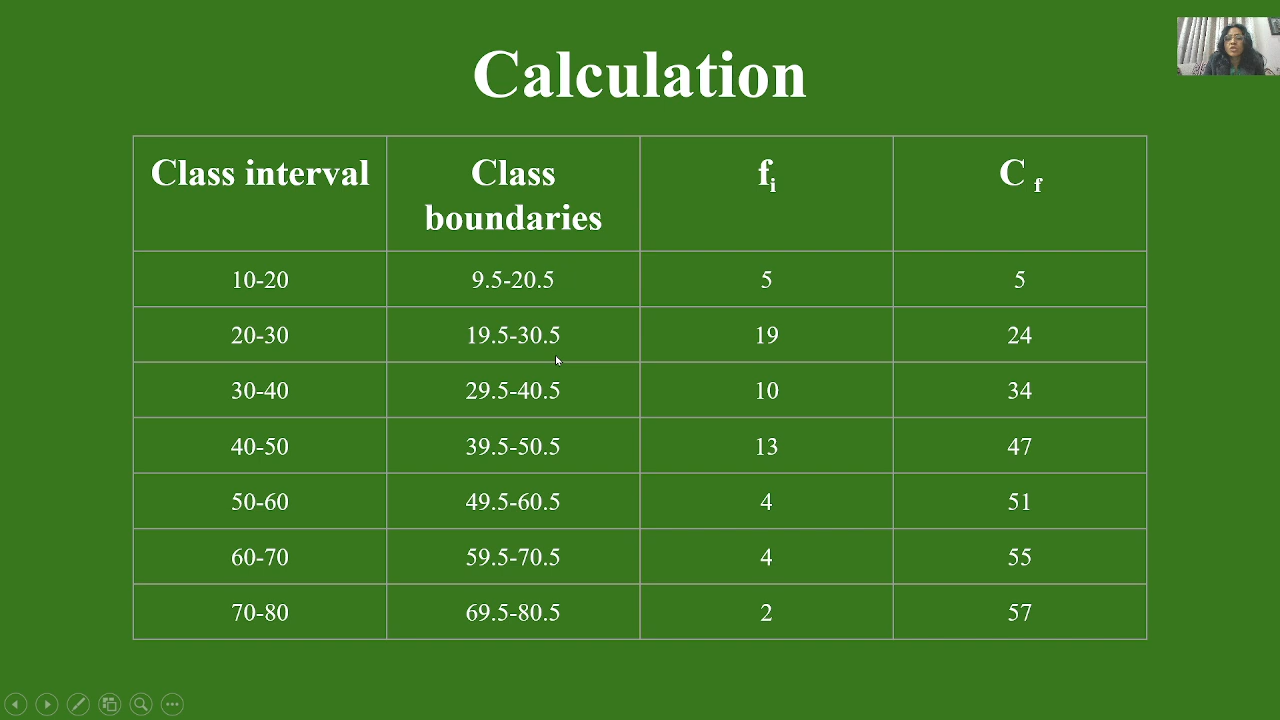 Calculation
Class interval
Class
boundaries
fi
C f
10-20 9.5-20.5 5 5
20-30 19.5-30.5 19 24
30-40 29.5-40.5 10 34
40-50 39.5-50.5 13 47
50-60 49.5-60.5 4 51
60-70 59.5-70.5 4 55
70-80 69.5-80.5 2 57